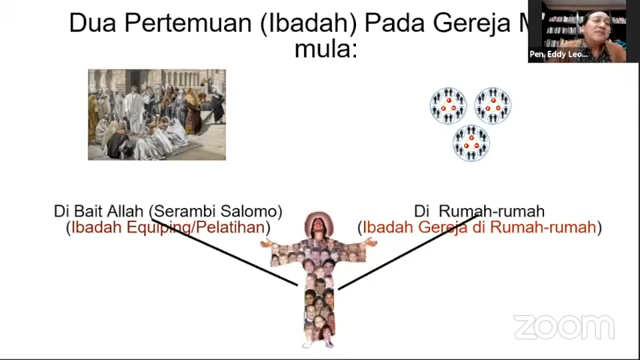 Dua Pertemuan (Ibadah) Pada Gereja M
mula:
Pen. Eddy Leo...
Di Bait Allah (Serambi Salomo)
(Ibadah Equiping/Pelatihan)
Di Rumah-rumah
(Ibadah Gereja di Rumah-rumah)
zoom